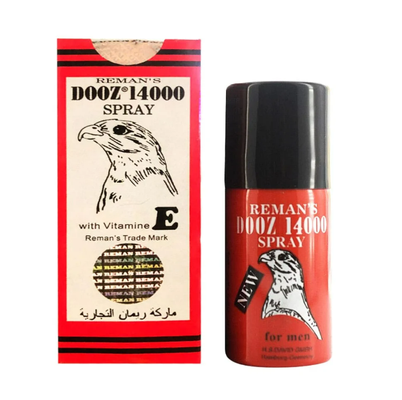 REMAN'S
DOOZ® 14000
SPRAY
with Vitamine E
Reman's Trade Mark
ماركة ريمان التجارية
REMAN'S
DOOZ 14000
SPRAY
NEW
for men